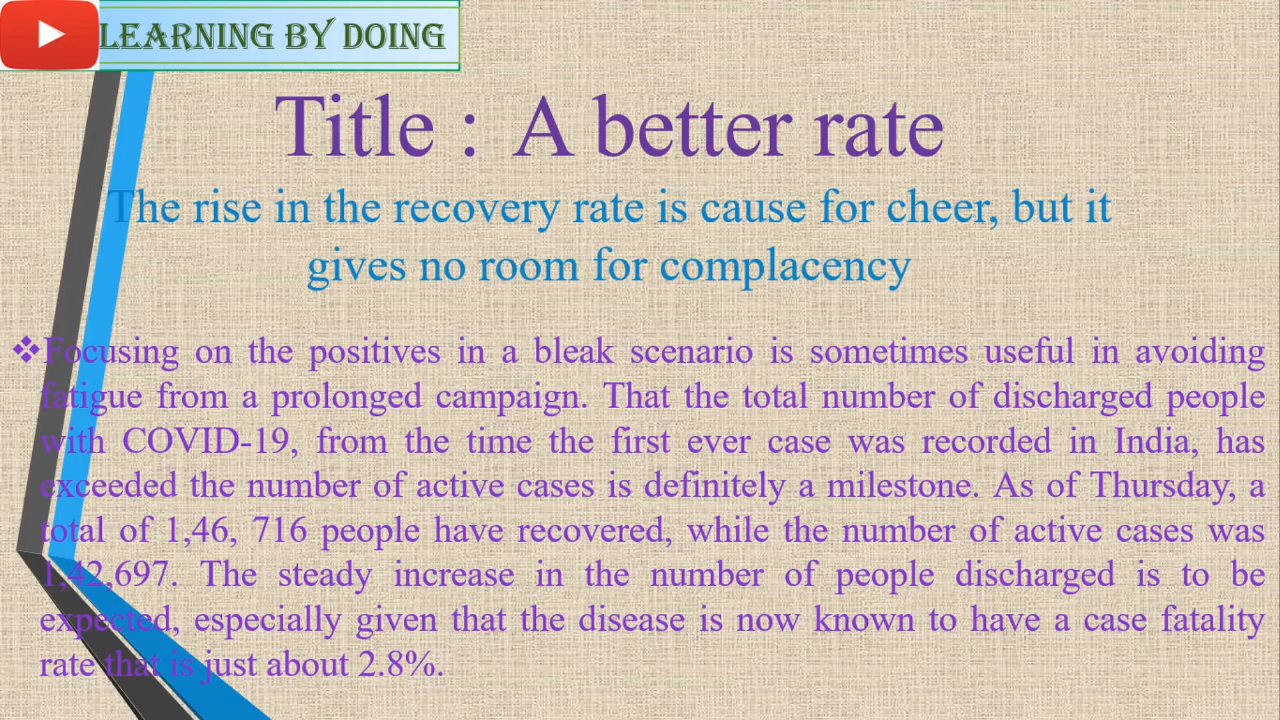 LEARNING BY DOING
Title : A better rate
The rise in the recovery rate is cause for cheer, but it
gives no room for complacency
❖Focusing on the positives in a bleak scenario is sometimes useful in avoiding
fatigue from a prolonged campaign. That the total number of discharged people
with COVID-19, from the time the first ever case was recorded in India, has
exceeded the number of active cases is definitely a milestone. As of Thursday, a
total of 1,46, 716 people have recovered, while the number of active cases was
1,42,697. The steady increase in the number of people discharged is to be
expected, especially given that the disease is now known to have a case fatality
rate that is just about 2.8%.